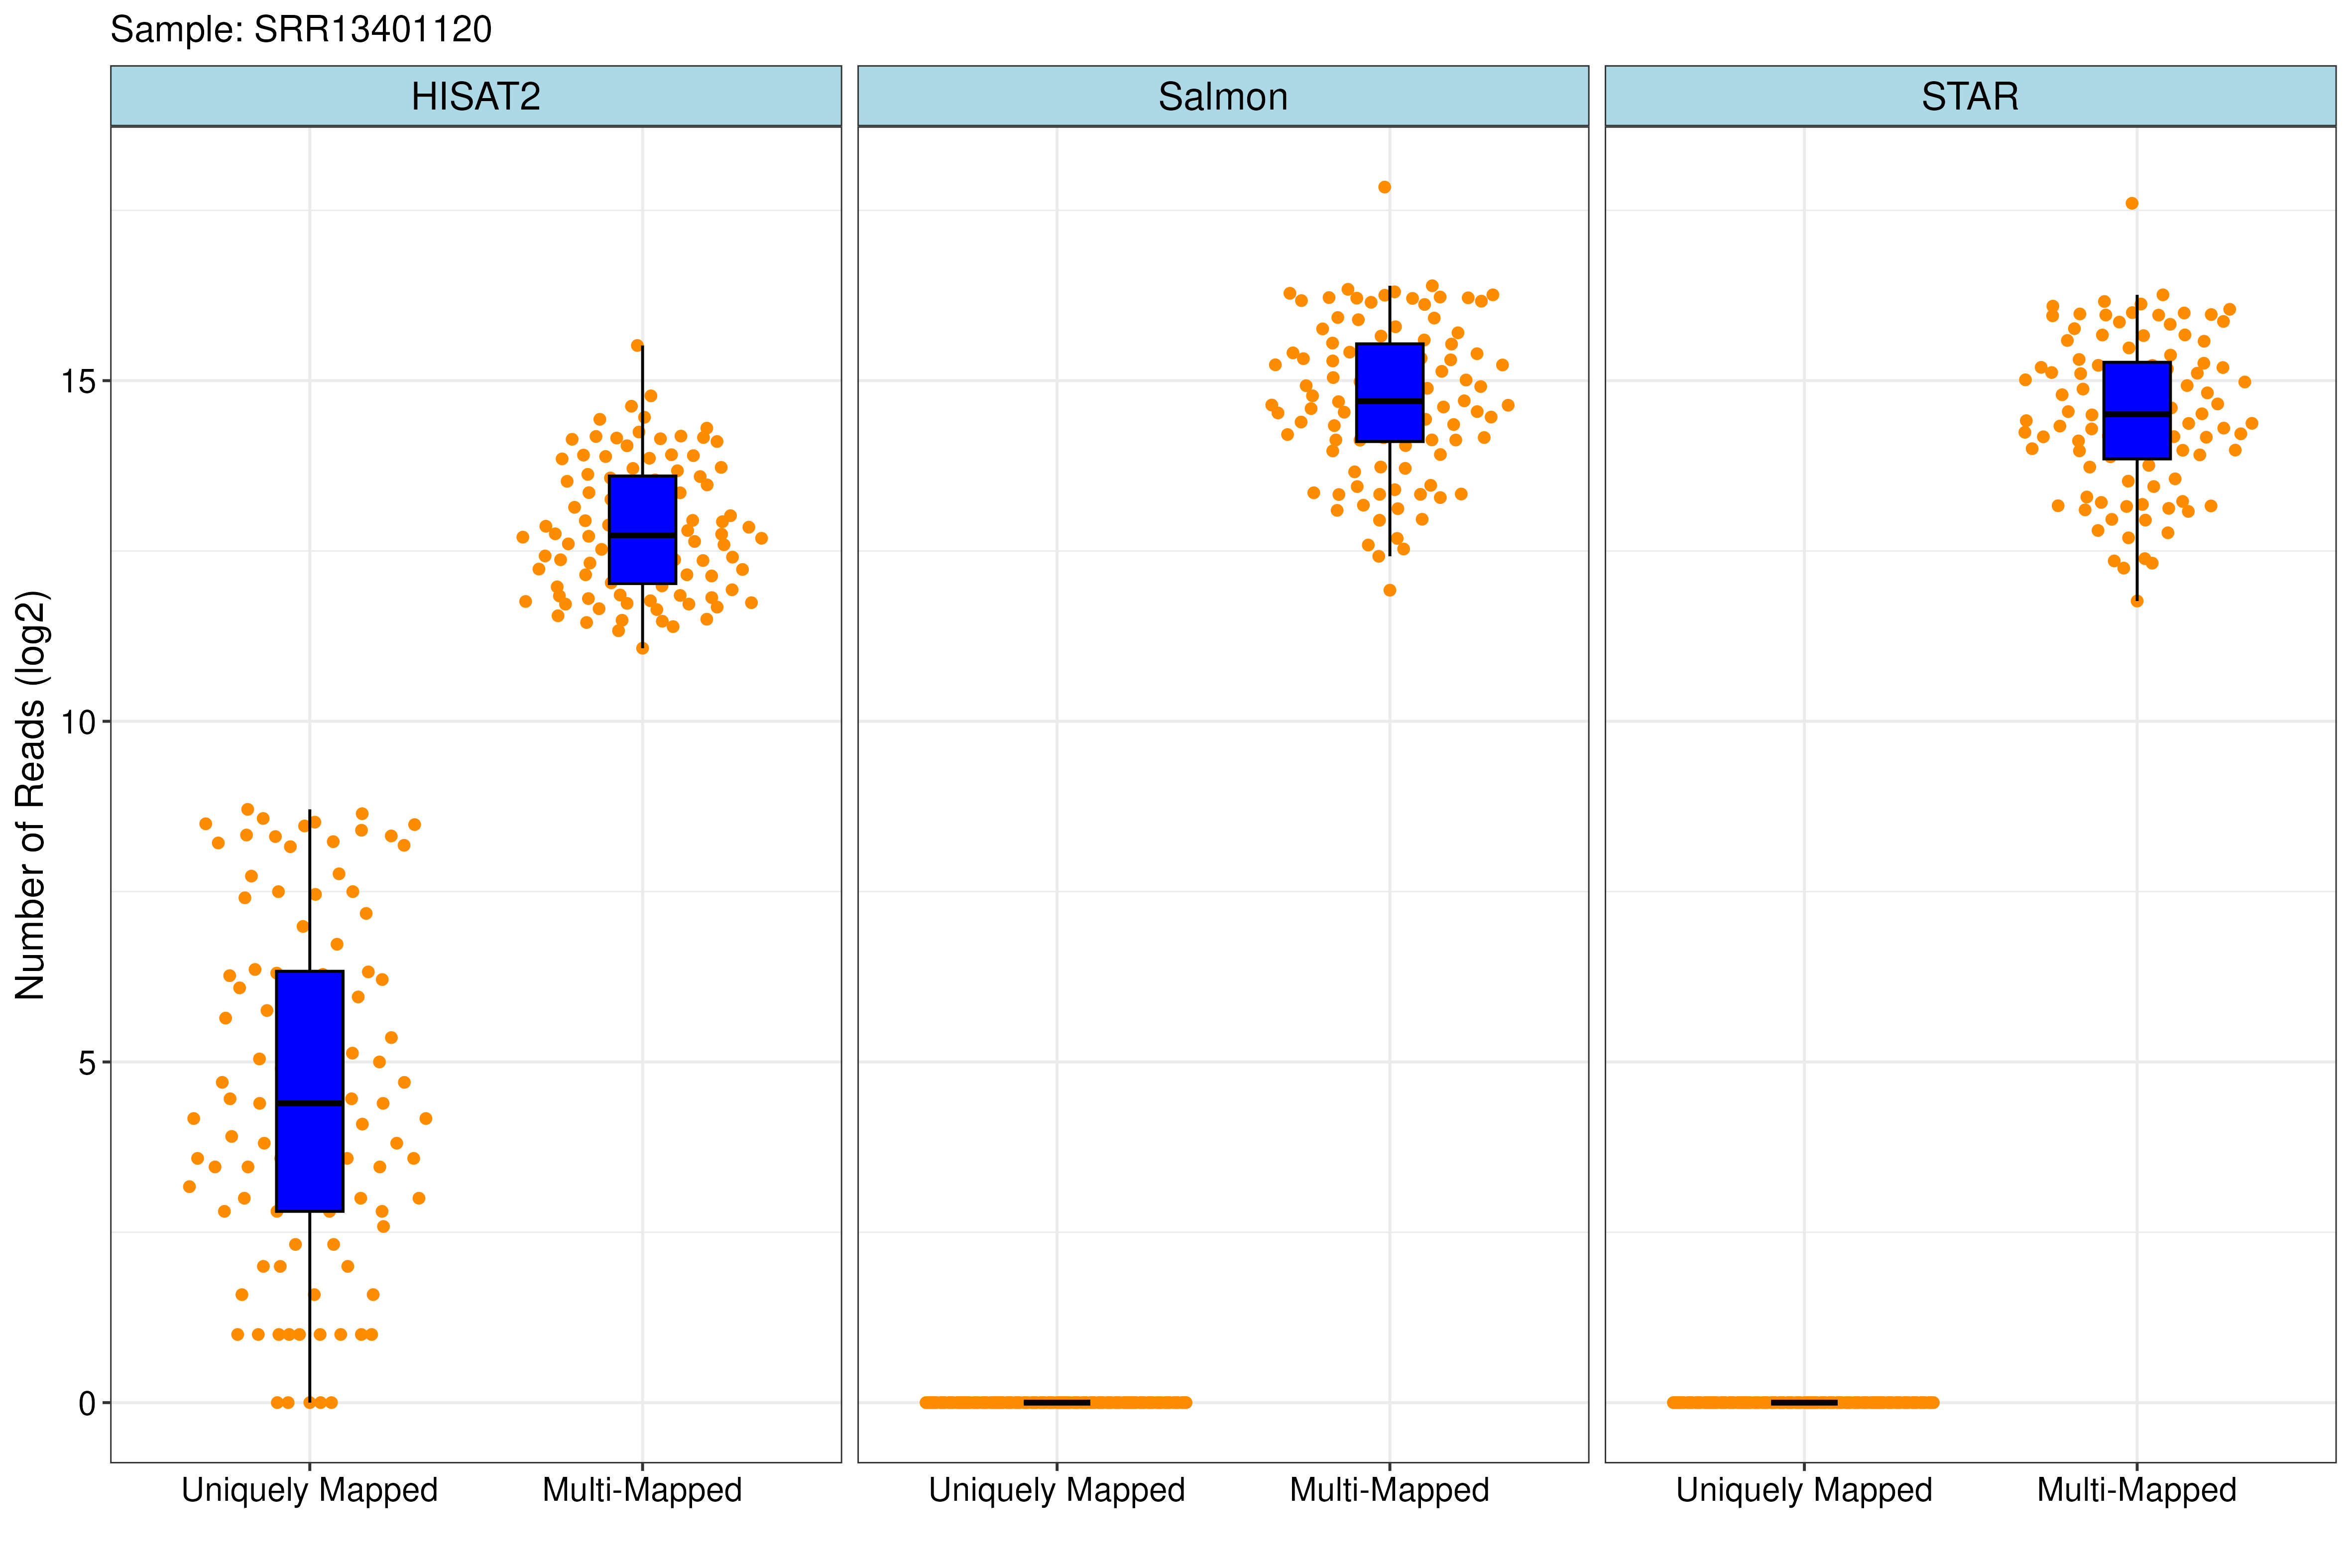 Sample: SRR13401120
HISAT2
Salmon
STAR
Number of Reads (log2)
15
10
5
0
Uniquely Mapped
Multi-Mapped
Uniquely Mapped
Multi-Mapped
Uniquely Mapped
Multi-Mapped